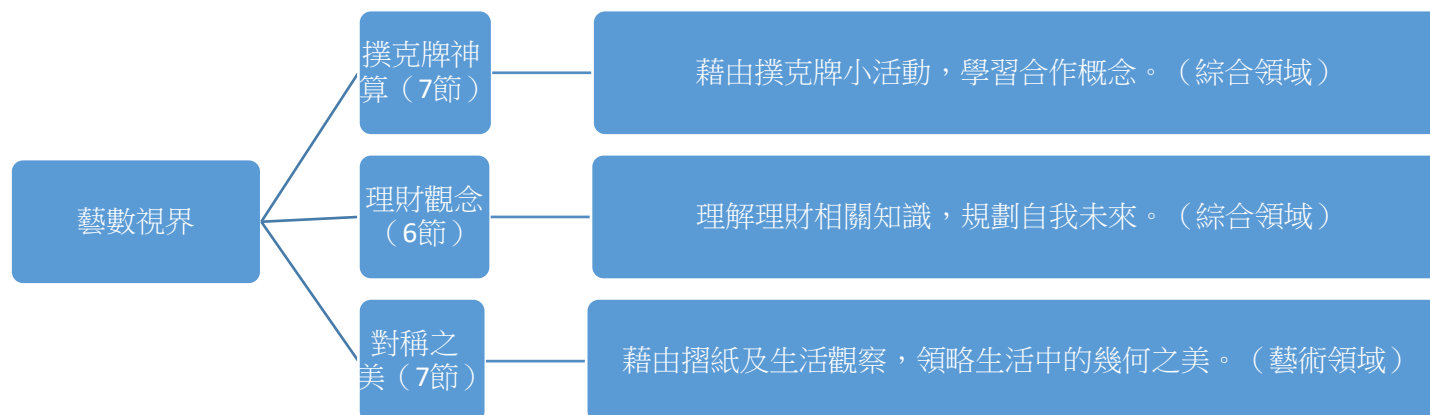 藝數視界
撲克牌神
算（7節）
藉由撲克牌小活動，學習合作概念。（綜合領域）
理財觀念
（6節）
理解理財相關知識，規劃自我未來。（綜合領域）
對稱之
美（7節）
藉由摺紙及生活觀察，領略生活中的幾何之美。（藝術領域）